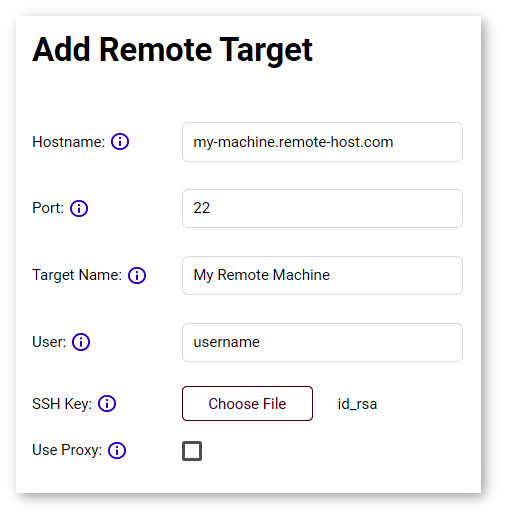 Add Remote Target
Hostname: my-machine.remote-host.com
Port: 22
Target Name: My Remote Machine
User: username
SSH Key: Choose File id_rsa
Use Proxy: